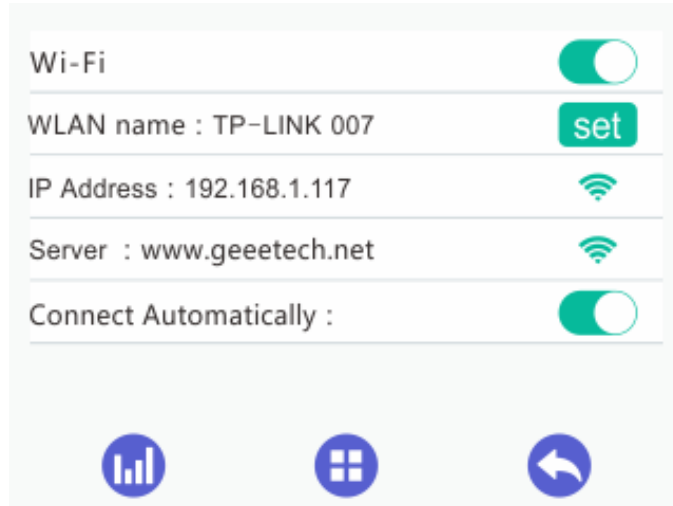 Wi-Fi
WLAN name : TP-LINK 007 set
IP Address : 192.168.1.117
Server : www.geeetech.net
Connect Automatically :